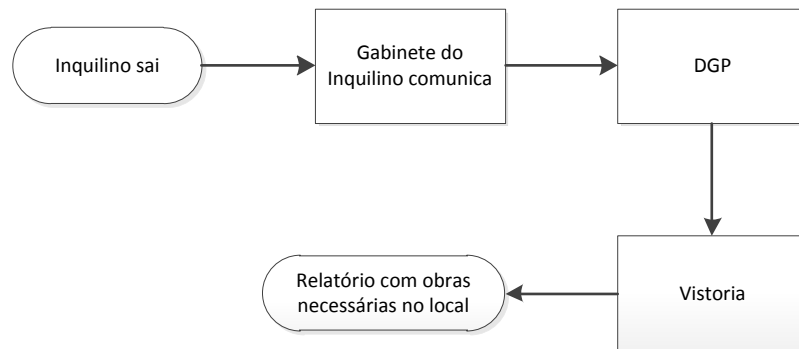 Inquilino sai
Gabinete do
Inquilino comunica
DGP
Vistoria
Relatório com obras
necessárias no local